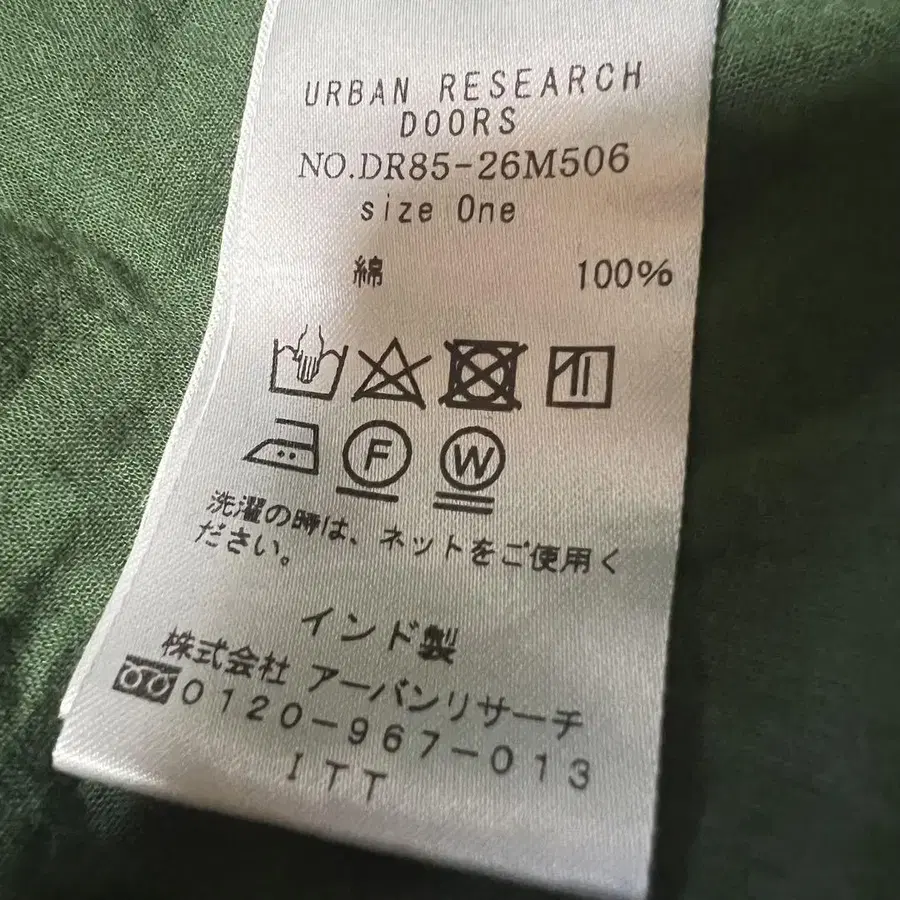 URBAN RESEARCH
DOORS
NO.DR85-26M506
size One
綿 100%
F W
洗濯の時は、ネットをご使用く
ださい。
インド製
株式会社 アーバンリサーチ
0120-967-013
ITT